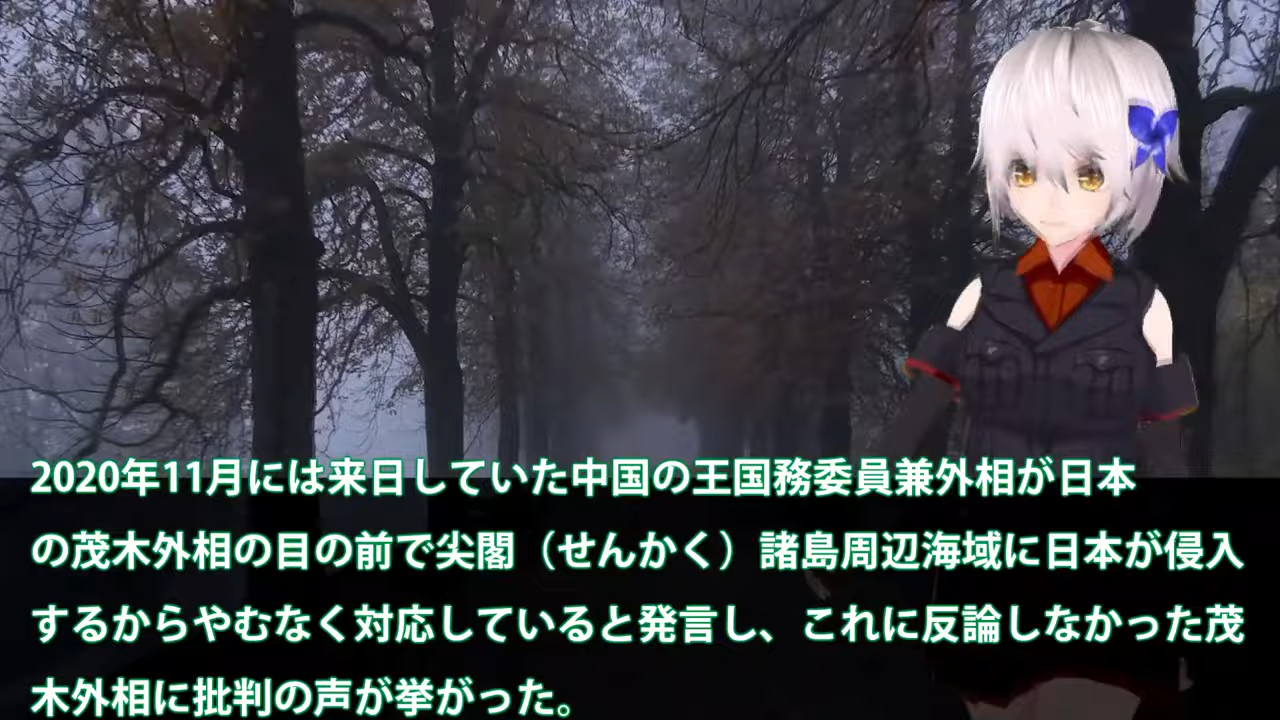 2020年11月には来日していた中国の王国務委員兼外相が日本
の茂木外相の目の前で尖閣（せんかく）諸島周辺海域に日本が侵入
するからやむなく対応していると発言し、これに反論しなかった茂
木外相に批判の声が挙がった。